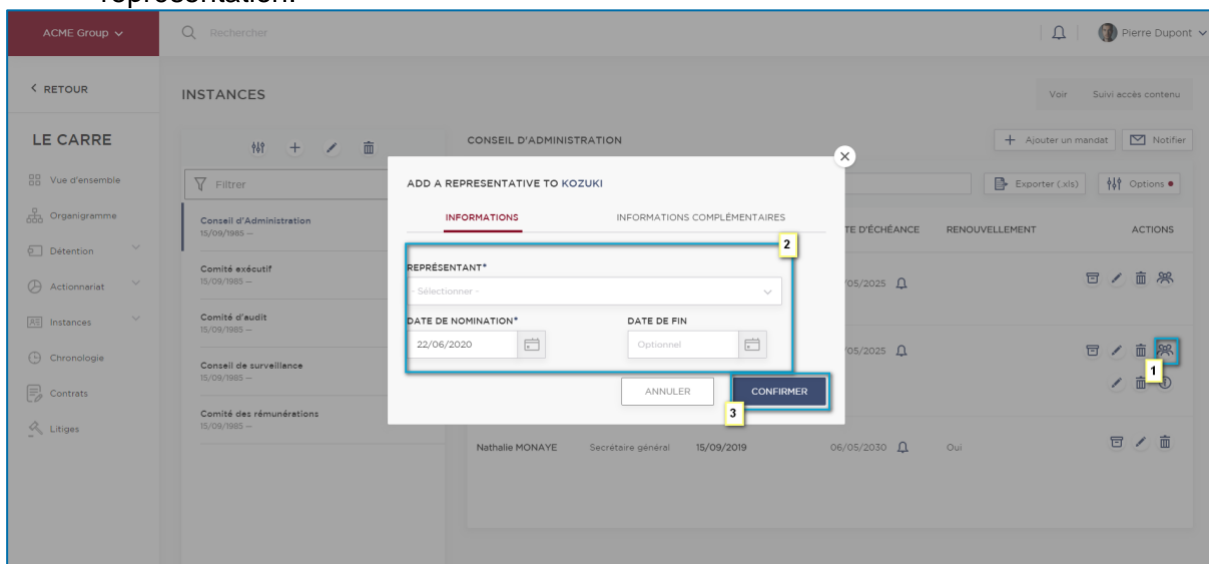 représentation.
ACME Group
Rechercher
Pierre Dupont
RETOUR
INSTANCES
Voir
Suivi accès contenu
LE CARRE
CONSEIL D'ADMINISTRATION
+ Ajouter un mandat
Notifier
Vue d'ensemble
Filtrer
ADD A REPRESENTATIVE TO KOZUKI
Exporter (.xls)
Options
Organigramme
Conseil d'Administration
15/09/1985 —
INFORMATIONS
INFORMATIONS COMPLÉMENTAIRES
TE D'ÉCHÉANCE
RENOUVELLEMENT
ACTIONS
2
Détention
Comité exécutif
15/09/1985 —
REPRÉSENTANT*
- Sélectionner -
/05/2025
Actionnariat
Instances
Comité d'audit
15/09/1985 —
DATE DE NOMINATION*
DATE DE FIN
22/06/2020
Optionnel
/05/2025
1
Chronologie
Conseil de surveillance
15/09/1985 —
Contrats
ANNULER
CONFIRMER
3
Comité des rémunérations
15/09/1985 —
Litiges
Nathalie MONAYE
Secrétaire général
15/09/2019
06/05/2030
Oui